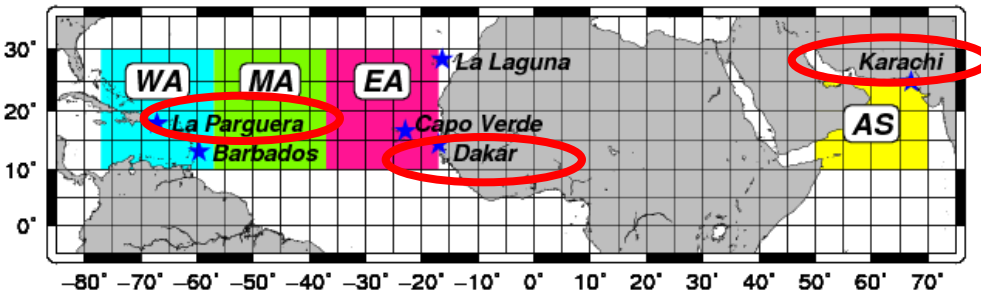 30°
20°
10°
0°
WA
MA
EA
AS
La Laguna
Karachi
La Parguera
Capo Verde
Barbados
Dakar
−80° −70° −60° −50° −40° −30° −20° −10° 0° 10° 20° 30° 40° 50° 60° 70°